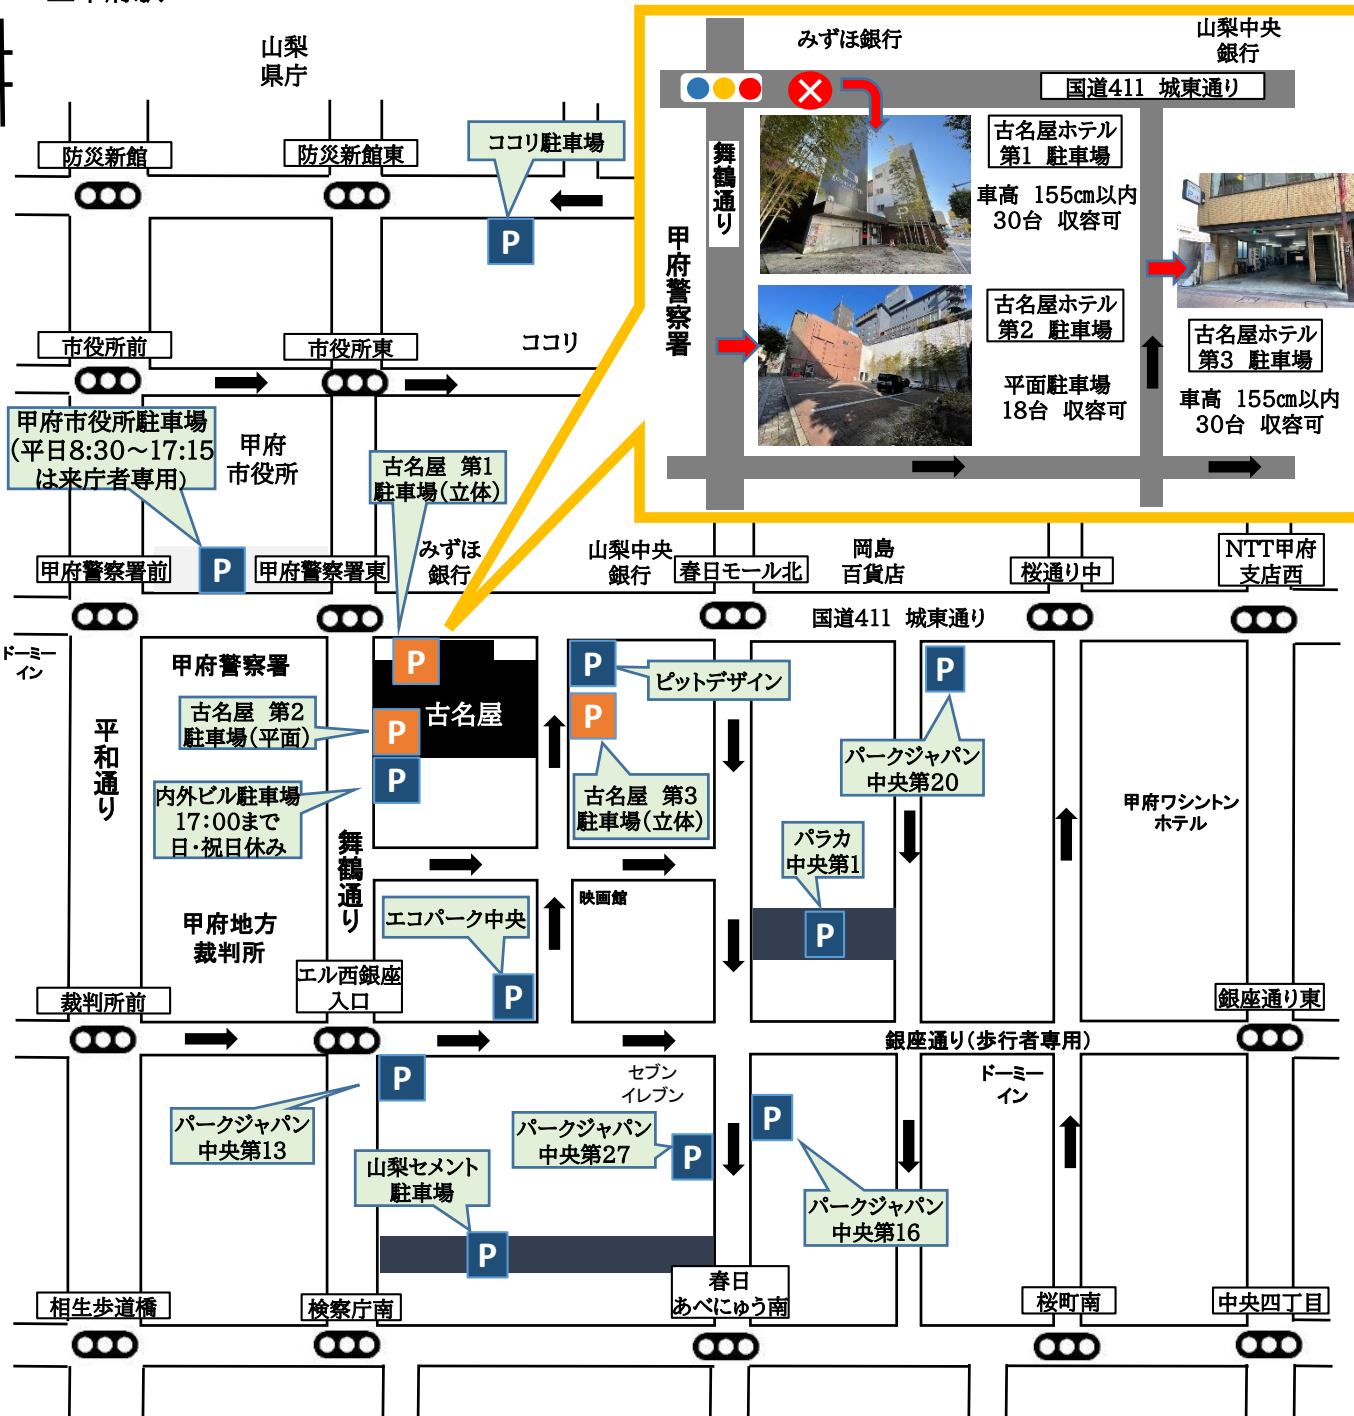 山梨
県庁
みずほ銀行
山梨中央
銀行
国道411 城東通り
舞鶴通り
甲府警察署
古名屋ホテル
第1 駐車場
車高 155㎝以内
30台 収容可
古名屋ホテル
第2 駐車場
平面駐車場
18台 収容可
古名屋ホテル
第3 駐車場
車高 155㎝以内
30台 収容可
防災新館
防災新館東
ココリ駐車場
P
市役所前
市役所東
ココリ
甲府市役所駐車場
(平日8:30～17:15
は来庁者専用)
甲府
市役所
古名屋 第1
駐車場(立体)
甲府警察署前
P
甲府警察署東
みずほ
銀行
山梨中央
銀行
春日モール北
岡島
百貨店
桜通り中
NTT甲府
支店西
国道411 城東通り
ドーミー
イン
甲府警察署
P
P
ピットデザイン
P
古名屋 第2
駐車場(平面)
P
古名屋
P
平和通り
パークジャパン
中央第20
内外ビル駐車場
17:00まで
日・祝日休み
P
古名屋 第3
駐車場(立体)
甲府ワシントン
ホテル
舞鶴通り
パラカ
中央第1
P
映画館
エコパーク中央
P
甲府地方
裁判所
エル西銀座
入口
裁判所前
銀座通り東
銀座通り(歩行者専用)
P
セブン
イレブン
ドーミー
イン
パークジャパン
中央第13
パークジャパン
中央第27
P
P
山梨セメント
駐車場
P
パークジャパン
中央第16
相生歩道橋
検察庁南
春日
あべにゅう南
桜町南
中央四丁目